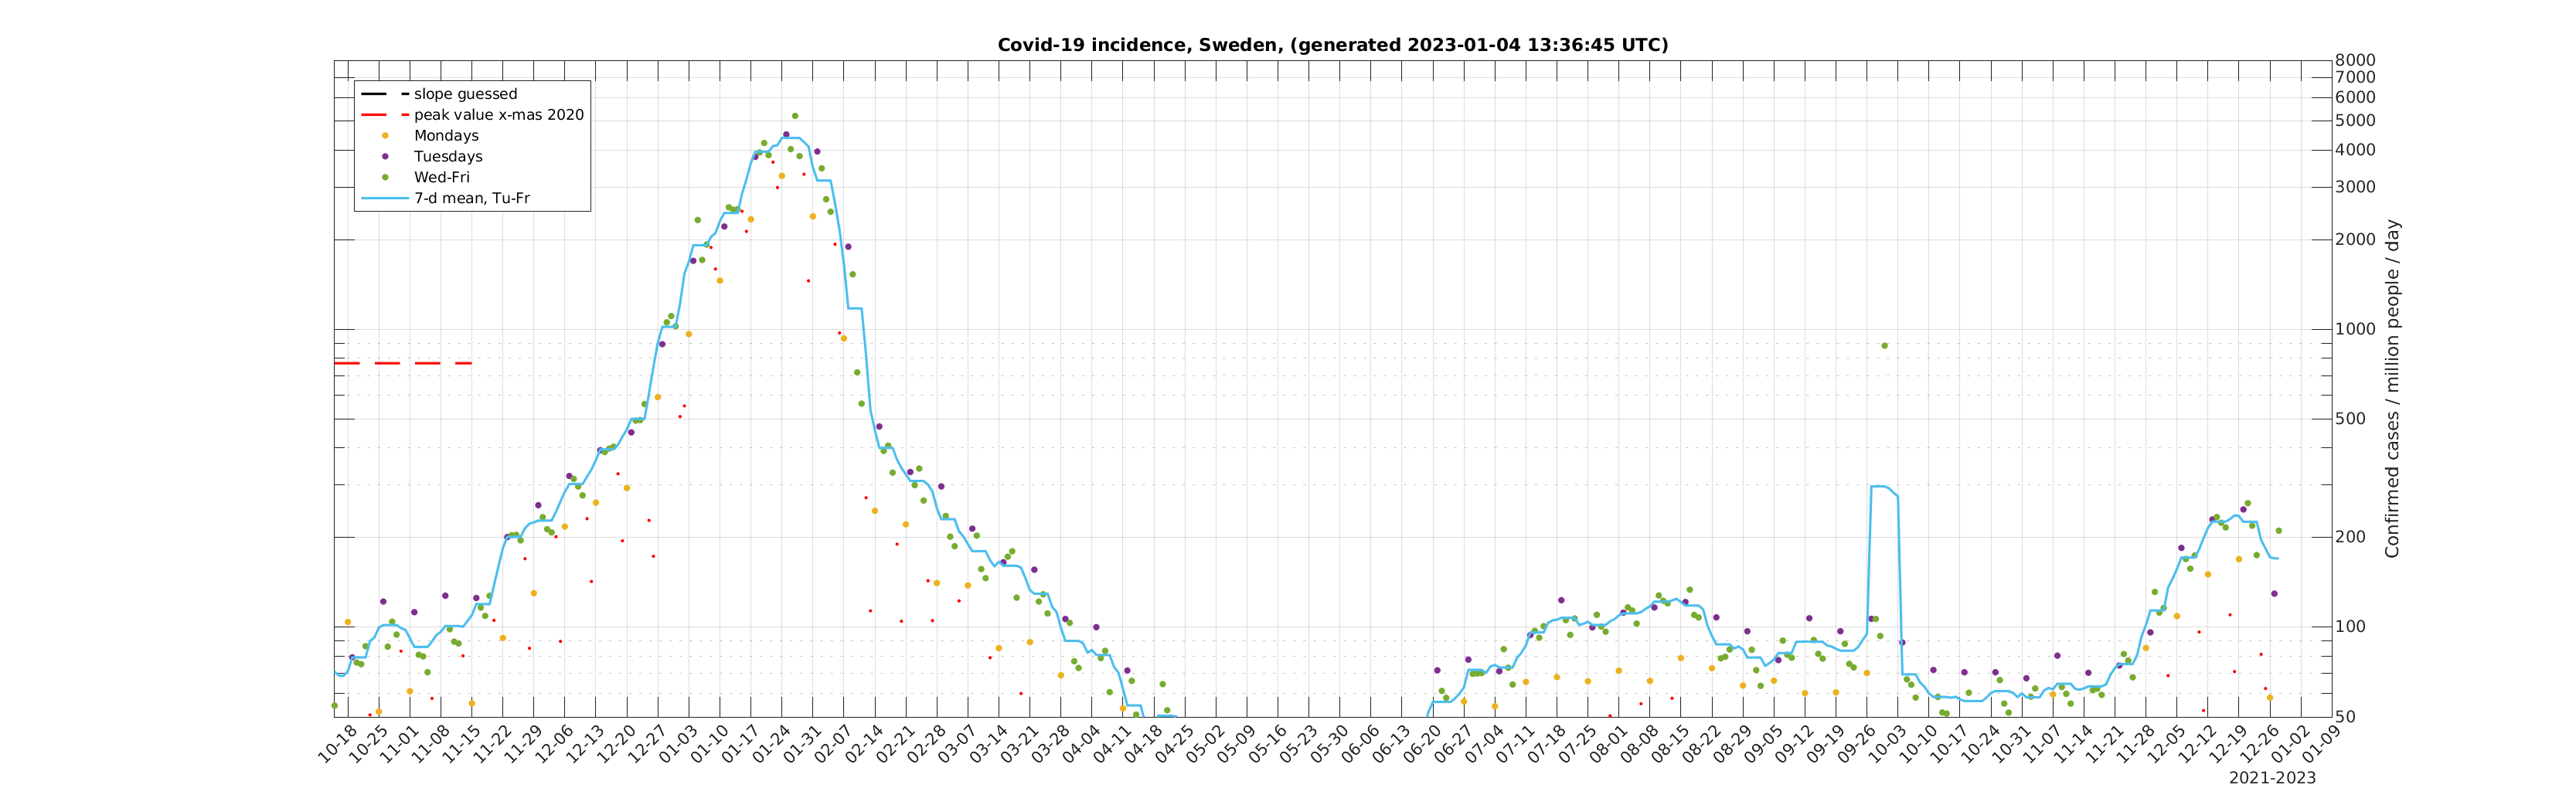 Covid-19 incidence, Sweden, (generated 2023-01-04 13:36:45 UTC)
slope guessed
peak value x-mas 2020
Mondays
Tuesdays
Wed-Fri
7-d mean, Tu-Fr
8000
7000
6000
5000
4000
3000
2000
1000
500
200
100
50
Confirmed cases / million people / day
10-18 10-25 11-01 11-08 11-15 11-22 11-29 12-06 12-13 12-20 12-27 01-03 01-10 01-17 01-24 01-31 02-07 02-14 02-21 02-28 03-07 03-14 03-21 03-28 04-04 04-11 04-18 04-25 05-02 05-09 05-16 05-23 05-30 06-06 06-13 06-20 06-27 07-04 07-11 07-18 07-25 08-01 08-08 08-15 08-22 08-29 09-05 09-12 09-19 09-26 10-03 10-10 10-17 10-24 10-31 11-07 11-14 11-21 11-28 12-05 12-12 12-19 12-26 01-02 01-09
2021-2023